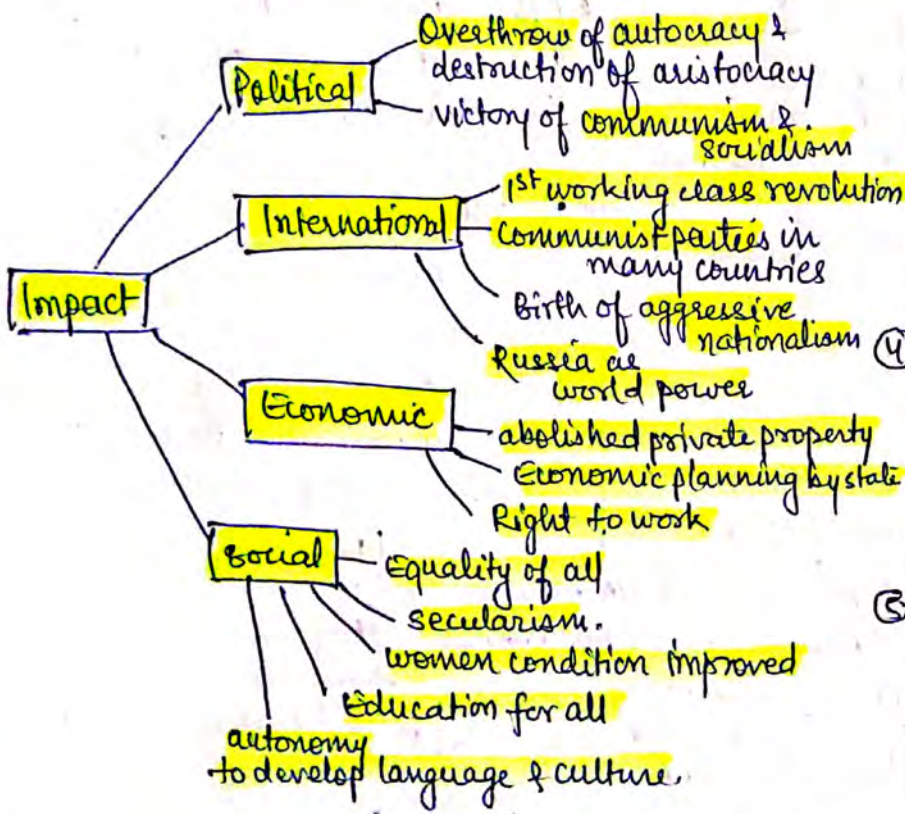 Impact
Political
Overthrow of autocracy &
destruction of aristocracy
victory of communism &
socialism
International
1st working class revolution
communist parties in
many countries
Birth of aggressive
nationalism
Russia as
world power
Economic
abolished private property
Economic planning by state
Right to work
social
Equality of all
secularism.
women condition improved
Education for all
autonomy
to develop language & culture.
4
5